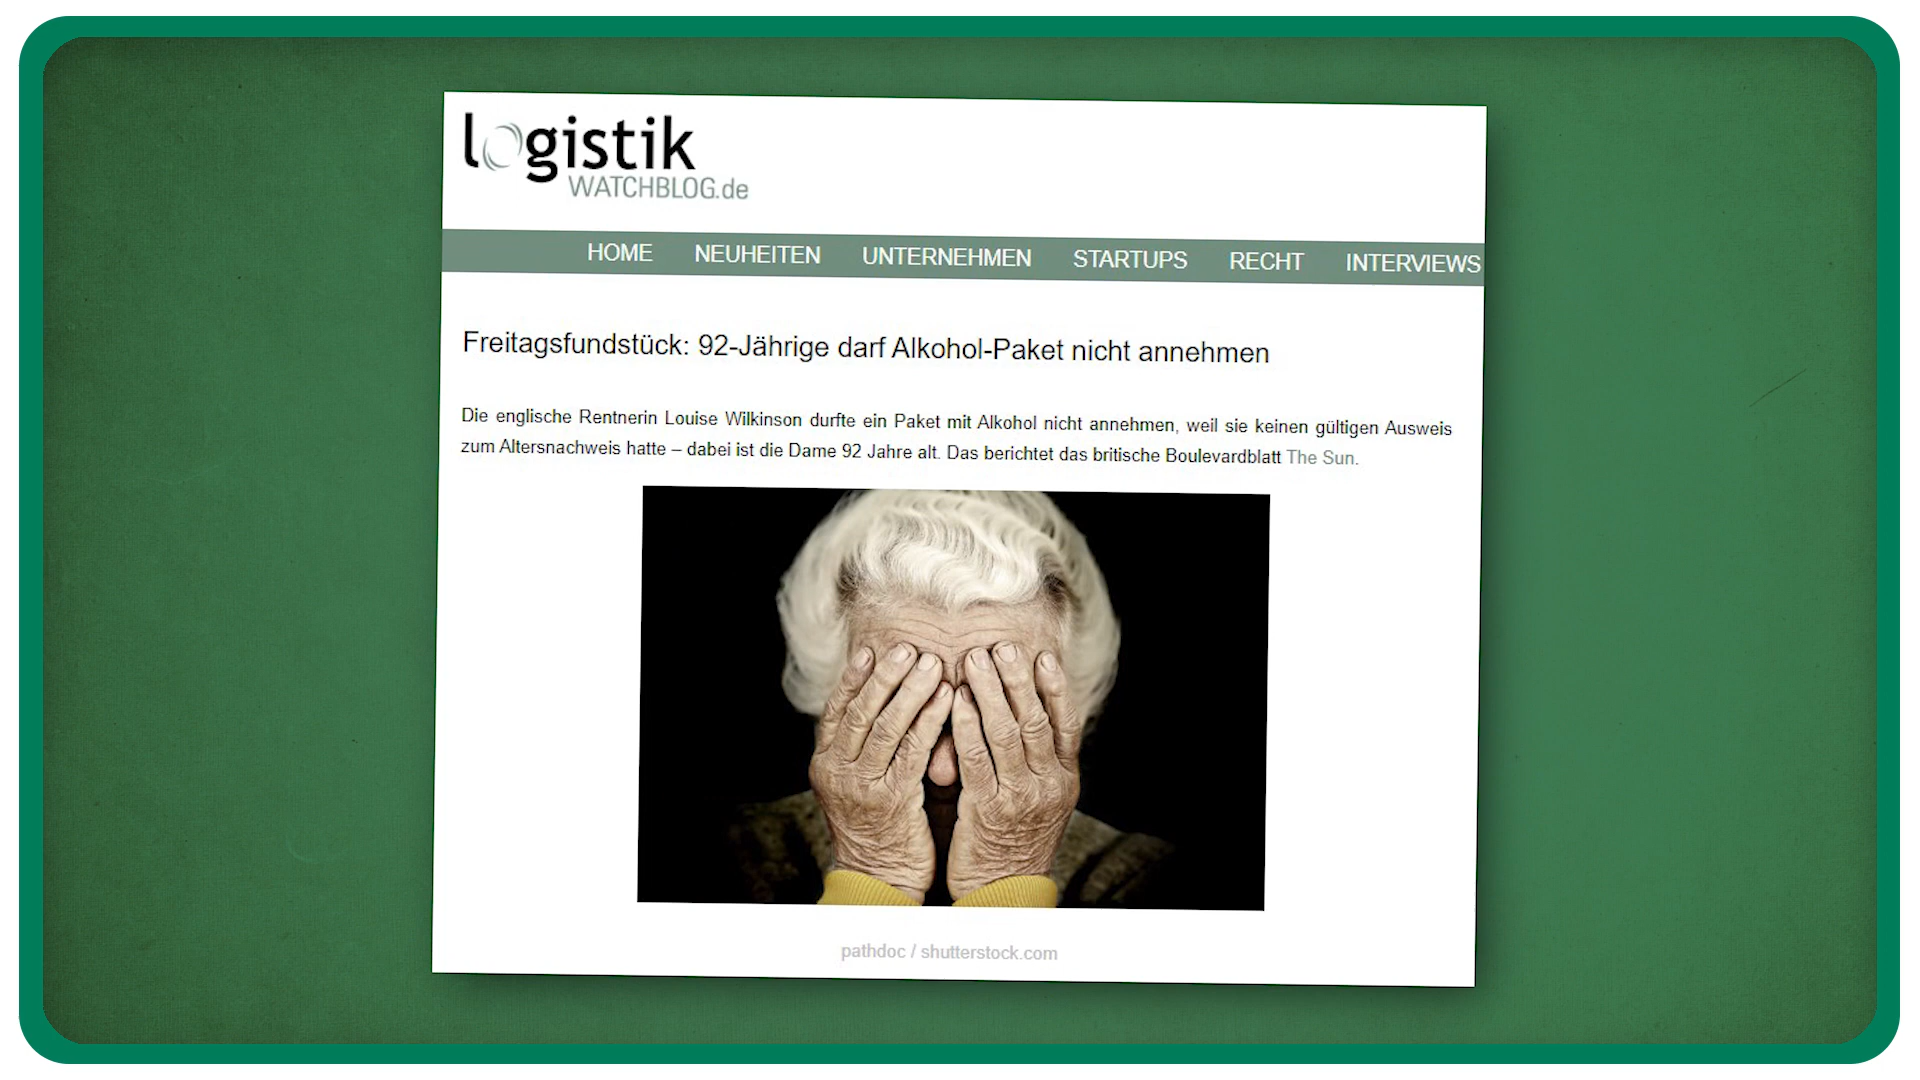 logistik
WATCHBLOG.de
HOME NEUHEITEN UNTERNEHMEN STARTUPS RECHT INTERVIEWS
Freitagsfundstück: 92-Jährige darf Alkohol-Paket nicht annehmen
Die englische Rentnerin Louise Wilkinson durfte ein Paket mit Alkohol nicht annehmen, weil sie keinen gültigen Ausweis
zum Altersnachweis hatte – dabei ist die Dame 92 Jahre alt. Das berichtet das britische Boulevardblatt The Sun.
pathdoc / shutterstock.com